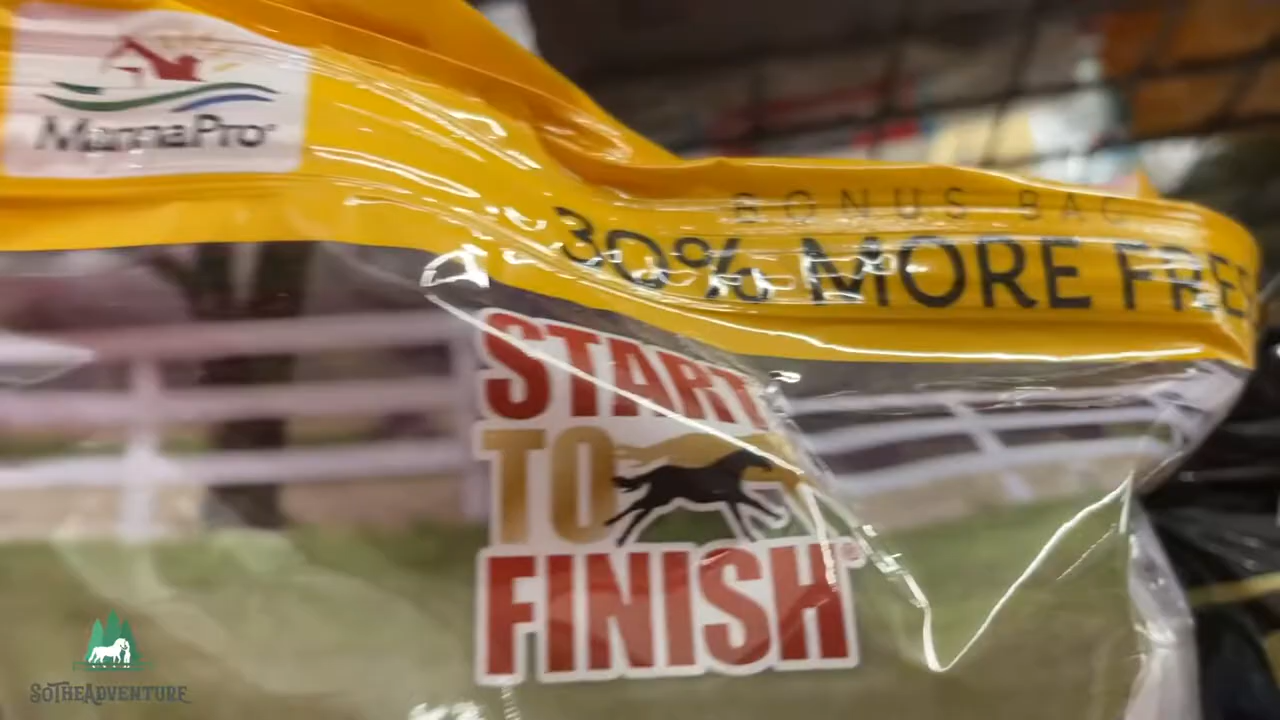 MannaPro
BONUS BAG
30% MORE FREE
START
TO
FINISH®
SOTHEADVENTURE